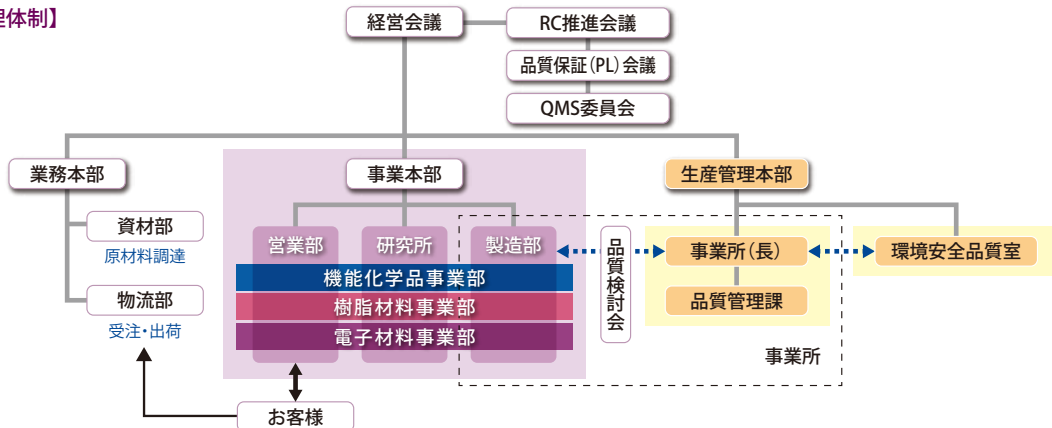 理体制】
経営会議
RC推進会議
品質保証(PL)会議
QMS委員会
業務本部
事業本部
生産管理本部
資材部
原材料調達
物流部
受注・出荷
営業部
研究所
製造部
機能化学品事業部
樹脂材料事業部
電子材料事業部
品質検討会
事業所(長)
品質管理課
環境安全品質室
事業所
お客様